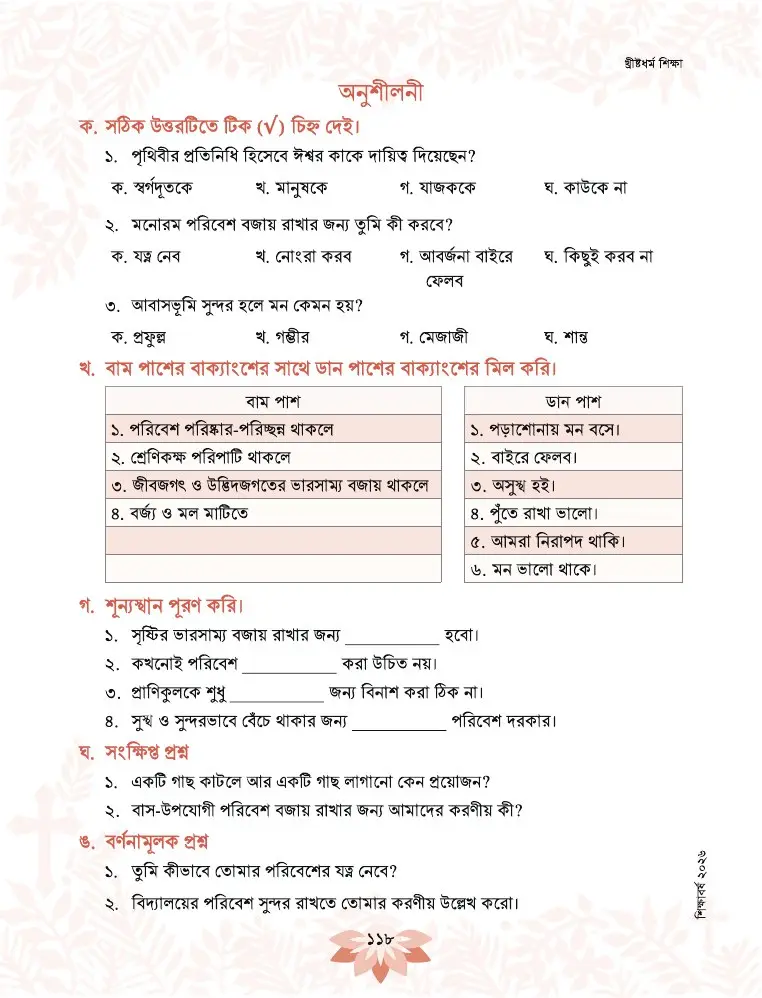 খ্রীষ্টধর্ম শিক্ষা
অনুশীলনী
ক. সঠিক উত্তরটিতে টিক (√) চিহ্ন দেই।
১. পৃথিবীর প্রতিনিধি হিসেবে ঈশ্বর কাকে দায়িত্ব দিয়েছেন?
ক. স্বর্গদূতকে খ. মানুষকে গ. যাজককে ঘ. কাউকে না
২. মনোরম পরিবেশ বজায় রাখার জন্য তুমি কী করবে?
ক. যত্ন নেব খ. নোংরা করব গ. আবর্জনা বাইরে ঘ. কিছুই করব না
ফেলব
৩. আবাসভূমি সুন্দর হলে মন কেমন হয়?
ক. প্রফুল্ল খ. গম্ভীর গ. মেজাজী ঘ. শান্ত
খ. বাম পাশের বাক্যাংশের সাথে ডান পাশের বাক্যাংশের মিল করি।
বাম পাশ ডান পাশ
১. পরিবেশ পরিষ্কার-পরিচ্ছন্ন থাকলে ১. পড়াশোনায় মন বসে।
২. শ্রেণিকক্ষ পরিপাটি থাকলে ২. বাইরে ফেলব।
৩. জীবজগৎ ও উদ্ভিদজগতের ভারসাম্য বজায় থাকলে ৩. অসুস্থ হই।
৪. বর্জ্য ও মল মাটিতে ৪. পুঁতে রাখা ভালো।
৫. আমরা নিরাপদ থাকি।
৬. মন ভালো থাকে।
গ. শূন্যস্থান পূরণ করি।
১. সৃষ্টির ভারসাম্য বজায় রাখার জন্য __________ হবো।
২. কখনোই পরিবেশ __________ করা উচিত নয়।
৩. প্রাণিকুলকে শুধু __________ জন্য বিনাশ করা ঠিক না।
৪. সুস্থ ও সুন্দরভাবে বেঁচে থাকার জন্য __________ পরিবেশ দরকার।
ঘ. সংক্ষিপ্ত প্রশ্ন
১. একটি গাছ কাটলে আর একটি গাছ লাগানো কেন প্রয়োজন?
২. বাস-উপযোগী পরিবেশ বজায় রাখার জন্য আমাদের করণীয় কী?
ঙ. বর্ণনামূলক প্রশ্ন
১. তুমি কীভাবে তোমার পরিবেশের যত্ন নেবে?
২. বিদ্যালয়ের পরিবেশ সুন্দর রাখতে তোমার করণীয় উল্লেখ করো।
শিক্ষাবর্ষ ২০২৬
১১৮